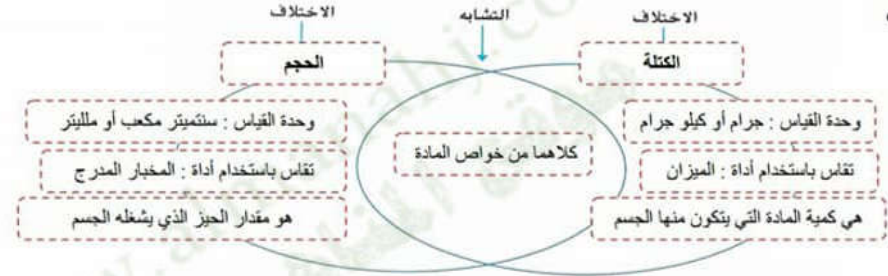 الاختلاف
التشابه
الاختلاف
الكتلة
الحجم
وحدة القياس : جرام أو كيلو جرام
وحدة القياس : سنتميتر مكعب أو ملليتر
كلاهما من خواص المادة
تقاس باستخدام أداة : الميزان
تقاس باستخدام أداة : المخبار المدرج
هي كمية المادة التي يتكون منها الجسم
هو مقدار الحيز الذي يشغله الجسم